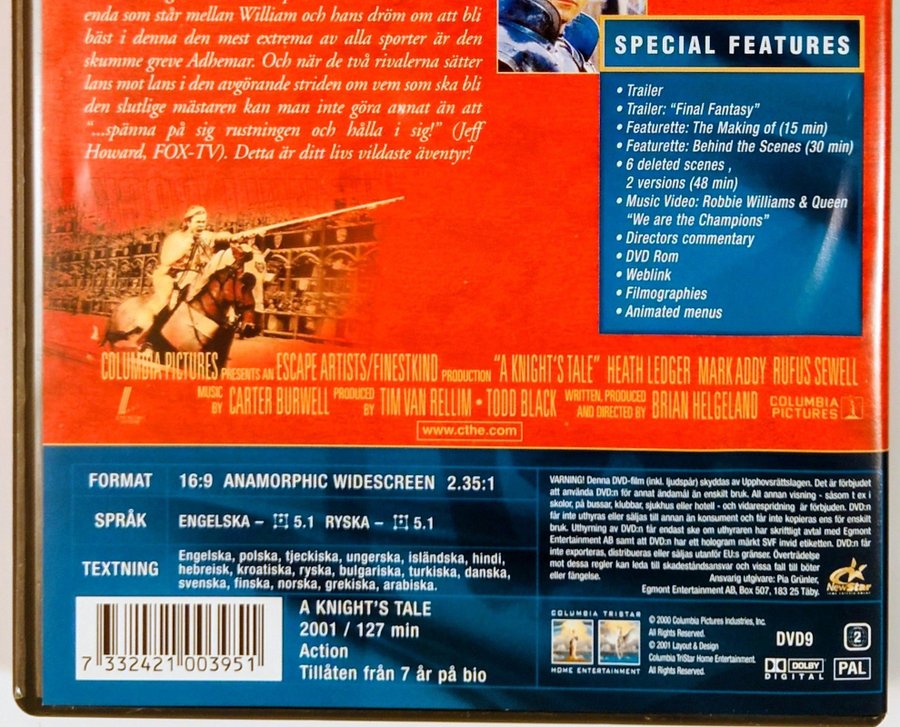 enda som står mellan William och hans dröm om att bli
bäst i denna den mest extrema av alla sporter är den
skumme greve Adhemar. Och när de två rivalerna sätter
lans mot lans i den avgörande striden om vem som ska bli
den slutlige mästaren kan man inte göra annat än att
"...spänna på sig rustningen och hålla i sig!" (Jeff
Howard, FOX-TV). Detta är ditt livs vildaste äventyr!
SPECIAL FEATURES
• Trailer
• Trailer: "Final Fantasy"
• Featurette: The Making of (15 min)
• Featurette: Behind the Scenes (30 min)
• 6 deleted scenes ,
2 versions (48 min)
• Music Video: Robbie Williams & Queen
"We are the Champions"
• Directors commentary
• DVD Rom
• Weblink
• Filmographies
• Animated menus
COLUMBIA PICTURES PRESENTS AN ESCAPE ARTISTS/FINESTKIND PRODUCTION "A KNIGHT'S TALE" HEATH LEDGER MARK ADDY RUFUS SEWELL
MUSIC BY CARTER BURWELL PRODUCED BY TIM VAN RELLIM • TODD BLACK WRITTEN, PRODUCED AND DIRECTED BY BRIAN HELGELAND COLUMBIA PICTURES
www.cthe.com
FORMAT 16:9 ANAMORPHIC WIDESCREEN 2.35:1
SPRÅK ENGELSKA – 5.1 RYSKA – 5.1
TEXTNING Engelska, polska, tjeckiska, ungerska, isländska, hindi,
hebreisk, kroatiska, ryska, bulgariska, turkiska, danska,
svenska, finska, norska, grekiska, arabiska.
VARNING! Denna DVD-film (inkl. ljudspår) skyddas av Upphovsrättslagen. Det är förbjudet
att använda DVD:n för annat ändamål än enskilt bruk. All annan visning - såsom t ex i
skolor, på bussar, klubbar, sjukhus eller hotell - och vidarespridning är förbjuden. DVD:n
får inte uthyras eller säljas till annan än konsument och får inte kopieras ens för enskilt
bruk. Uthyrning av DVD:n får endast ske om uthyraren har skriftligt avtal med Egmont
Entertainment AB samt att DVD:n har ett hologram märkt SVF invid etiketten. DVD:n får
inte exporteras, distribueras eller säljas utanför EU:s gränser. Överträdelse
mot dessa regler kan leda till skadeståndsansvar och vissa fall till böter
eller fängelse.
Ansvarig utgivare: Pia Grünler,
Egmont Entertainment AB, Box 507, 183 25 Täby.
NewStar
7 332421 003951
A KNIGHT'S TALE
2001 / 127 min
Action
Tillåten från 7 år på bio
COLUMBIA TRISTAR
HOME ENTERTAINMENT
© 2000 Columbia Pictures Industries, Inc.
All Rights Reserved.
© 2001 Layout & Design
Columbia TriStar Home Entertainment.
All Rights Reserved.
DVD9
2
DOLBY
DIGITAL
PAL